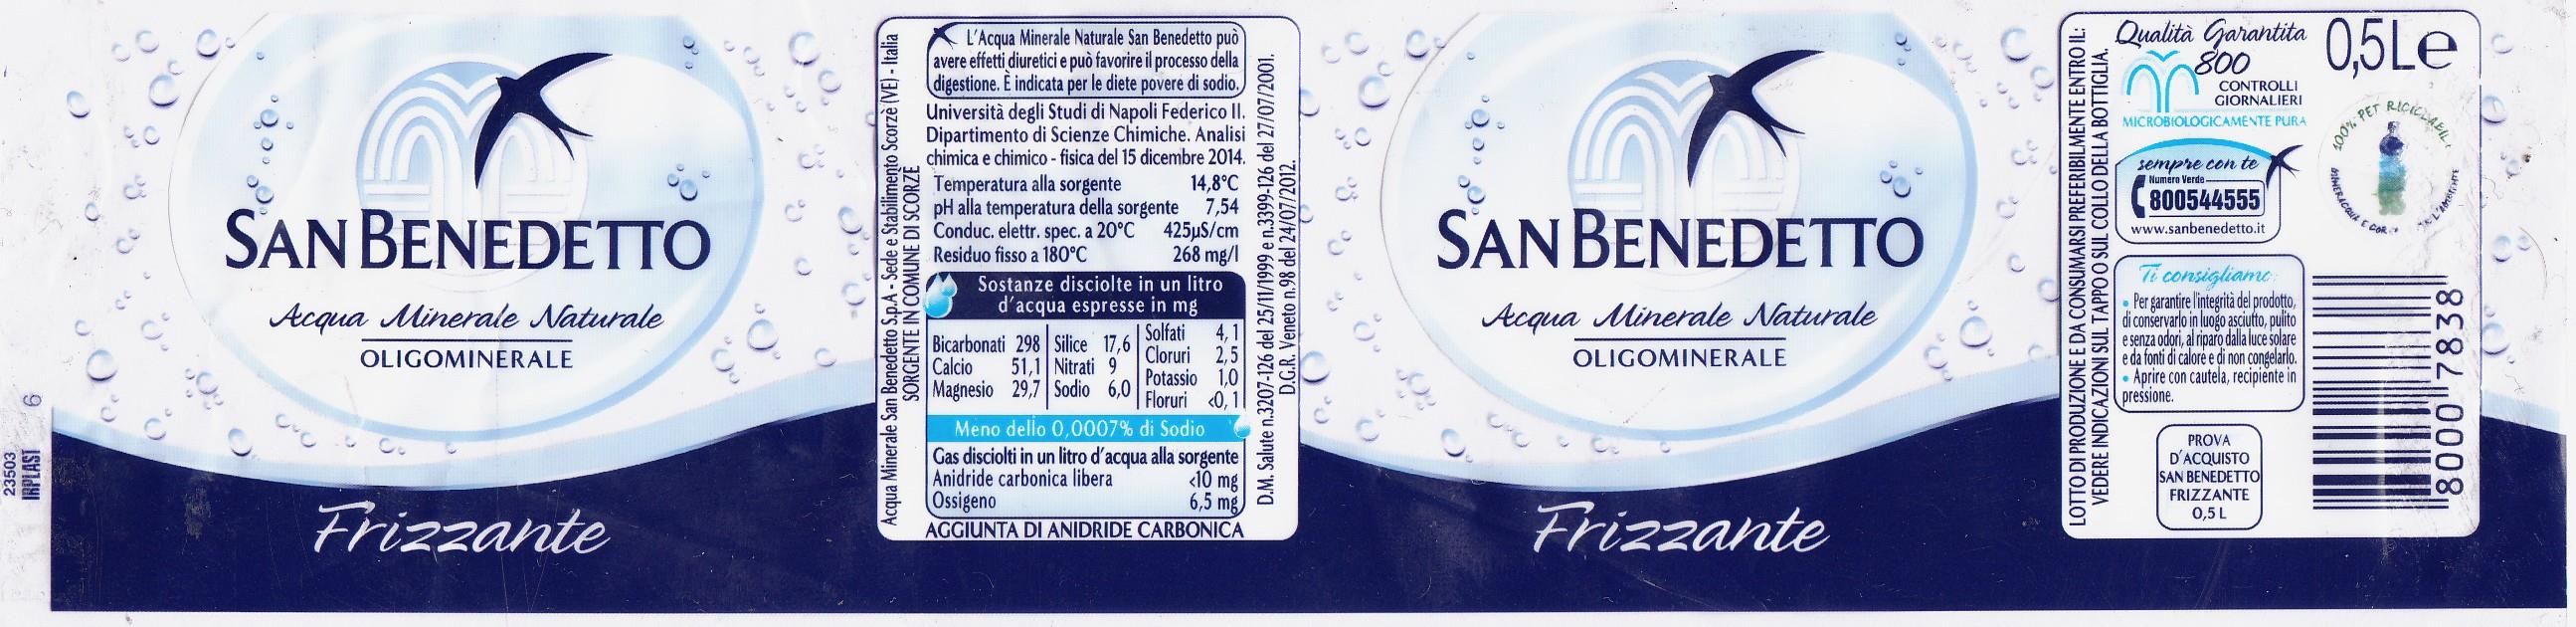 SAN BENEDETTO
Acqua Minerale Naturale
OLIGOMINERALE
Frizzante
23503
IRPLAST
6
Acqua Minerale San Benedetto S.p.A - Sede e Stabilimento Scorzè (VE) - Italia
SORGENTE IN COMUNE DI SCORZÈ
L'Acqua Minerale Naturale San Benedetto può
avere effetti diuretici e può favorire il processo della
digestione. È indicata per le diete povere di sodio.
Università degli Studi di Napoli Federico II.
Dipartimento di Scienze Chimiche. Analisi
chimica e chimico - fisica del 15 dicembre 2014.
Temperatura alla sorgente 14,8°C
pH alla temperatura della sorgente 7,54
Conduc. elettr. spec. a 20°C 425µS/cm
Residuo fisso a 180°C 268 mg/l
Sostanze disciolte in un litro
d'acqua espresse in mg
Bicarbonati 298
Calcio 51,1
Magnesio 29,7
Silice 17,6
Nitrati 9
Sodio 6,0
Solfati 4,1
Cloruri 2,5
Potassio 1,0
Floruri <0,1
Meno dello 0,0007% di Sodio
Gas disciolti in un litro d'acqua alla sorgente
Anidride carbonica libera <10 mg
Ossigeno 6,5 mg
AGGIUNTA DI ANIDRIDE CARBONICA
D.M. Salute n.3207-126 del 25/11/1999 e n.3399-126 del 27/07/2001.
D.G.R. Veneto n.98 del 24/07/2012.
SAN BENEDETTO
Acqua Minerale Naturale
OLIGOMINERALE
Frizzante
LOTTO DI PRODUZIONE E DA CONSUMARSI PREFERIBILMENTE ENTRO IL:
VEDERE INDICAZIONI SUL TAPPO O SUL COLLO DELLA BOTTIGLIA.
Qualità Garantita
800
CONTROLLI
GIORNALIERI
MICROBIOLOGICAMENTE PURA
sempre con te
Numero Verde
800544555
www.sanbenedetto.it
Ti consigliamo:
• Per garantire l'integrità del prodotto,
di conservarlo in luogo asciutto, pulito
e senza odori, al riparo dalla luce solare
e da fonti di calore e di non congelarlo.
• Aprire con cautela, recipiente in
pressione.
PROVA
D'ACQUISTO
SAN BENEDETTO
FRIZZANTE
0,5 L
0,5L e
100% PET
8000 7838